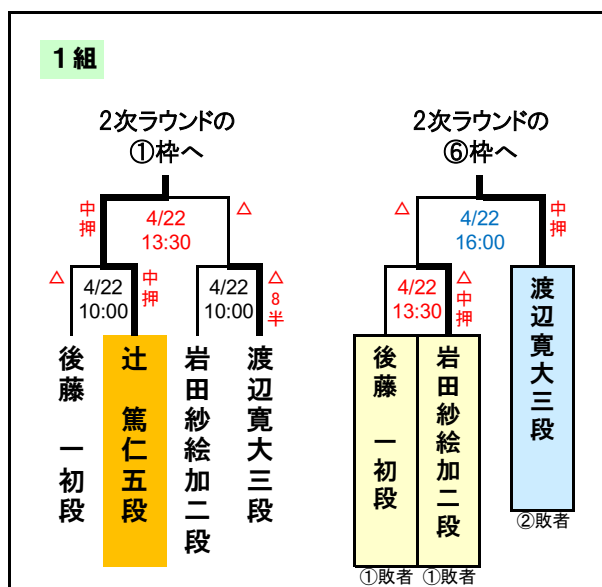 1組
2次ラウンドの
①枠へ
中押
4/22
13:30
△
△
4/22
10:00
中押
4/22
10:00
△8半
後藤 一初段
辻 篤仁五段
岩田紗絵加二段
渡辺寛大三段
2次ラウンドの
⑥枠へ
△
4/22
16:00
中押
4/22
13:30
△中押
後藤 一初段
岩田紗絵加二段
渡辺寛大三段
②敗者
①敗者
①敗者